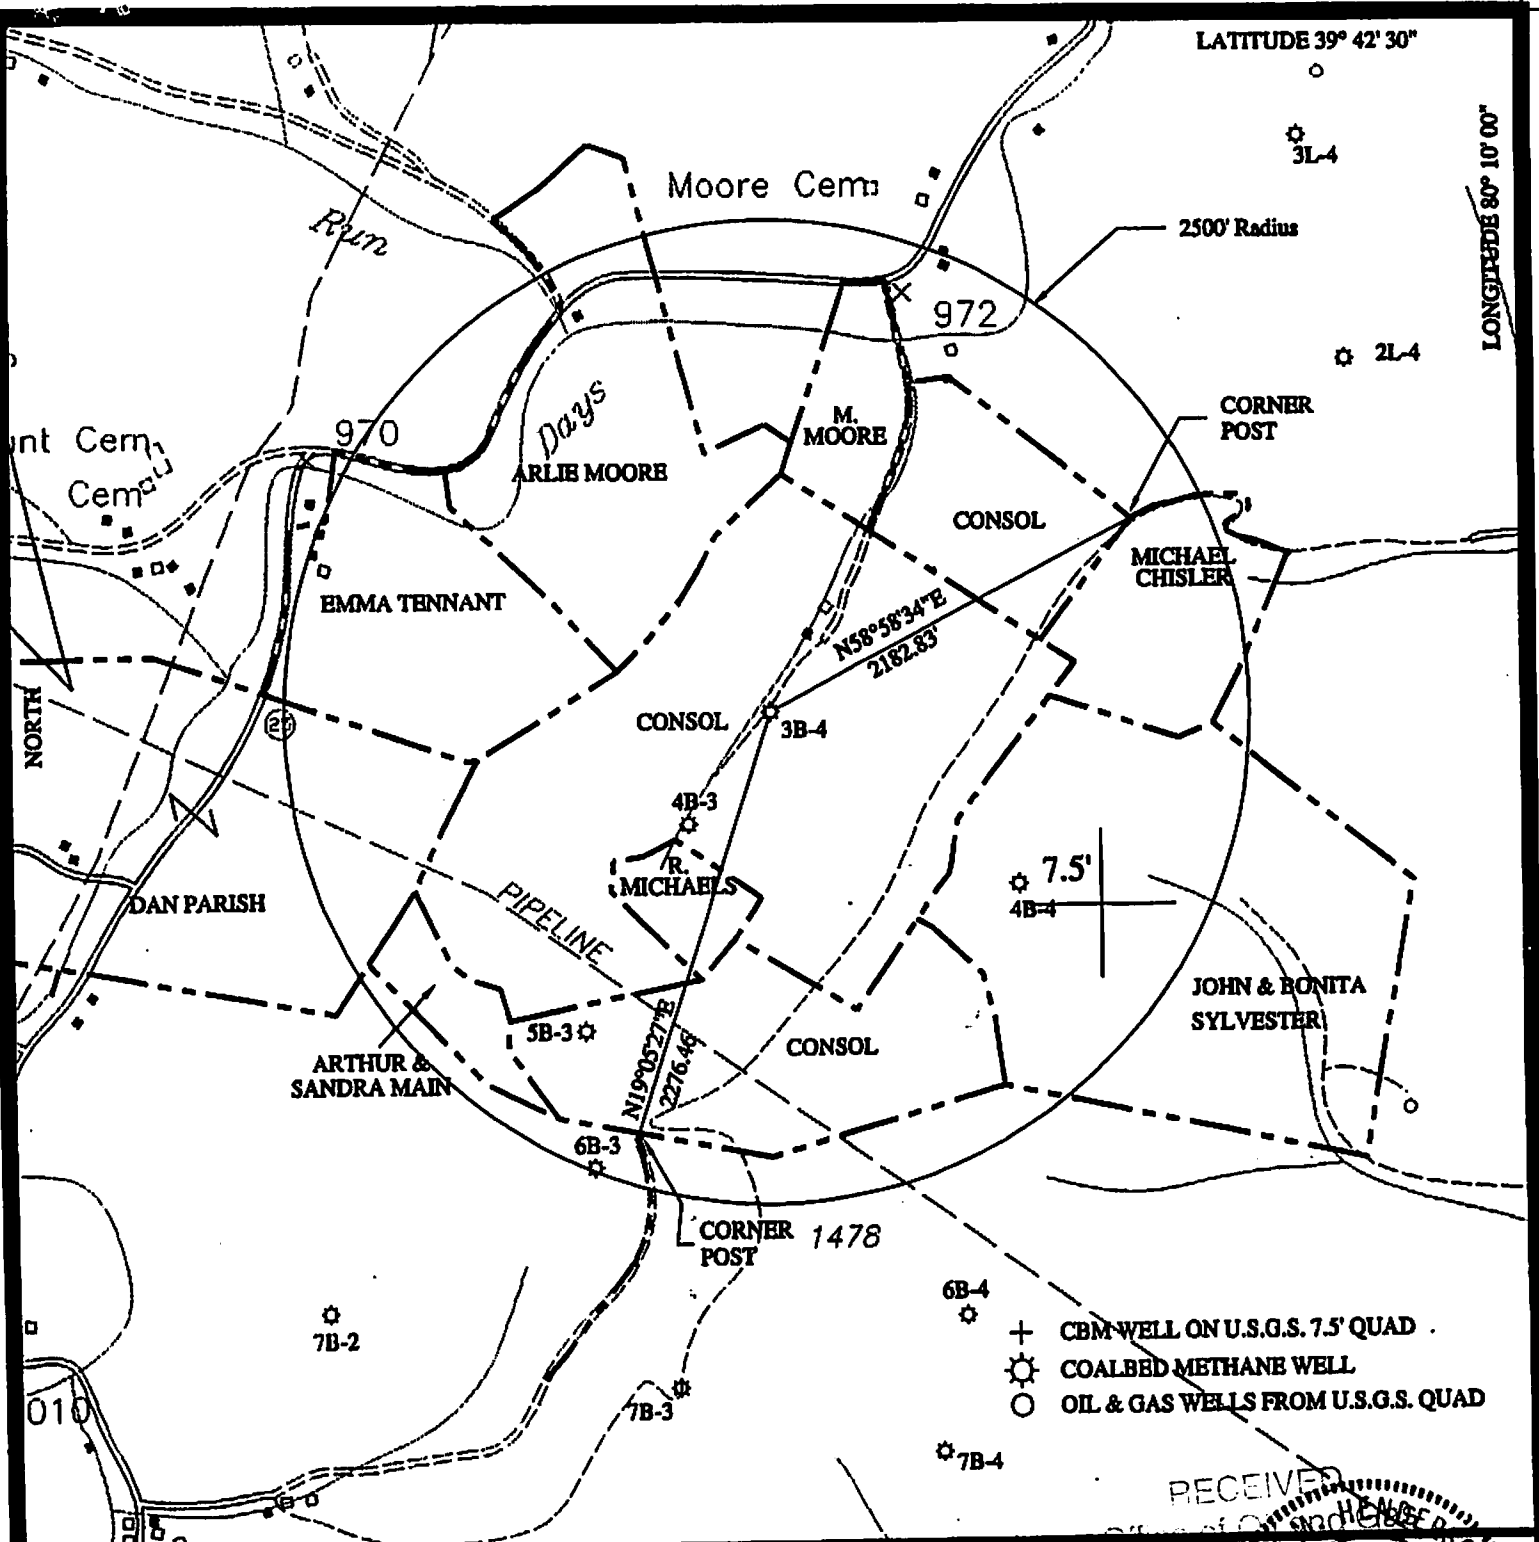 LATITUDE 39° 42' 30"
LONGITUDE 80° 10' 00"
3L-4
Moore Cem
Run
2500' Radius
972
2L-4
CORNER
POST
970
Days
M.
MOORE
ARLIE MOORE
Cem
Cem
CONSOL
MICHAEL
CHISLER
EMMA TENNANT
N58°58'34"E
2182.83'
NORTH
CONSOL
3B-4
4B-3
R.
MICHAELS
7.5'
4B-4
DAN PARISH
PIPELINE
JOHN & BONITA
SYLVESTER
5B-3
N19°05'27"E
2276.46'
CONSOL
ARTHUR &
SANDRA MAIN
6B-3
CORNER
POST
1478
6B-4
7B-2
CBM WELL ON U.S.G.S. 7.5' QUAD
COALBED METHANE WELL
OIL & GAS WELLS FROM U.S.G.S. QUAD
7B-3
010
7B-4
RECEIVED